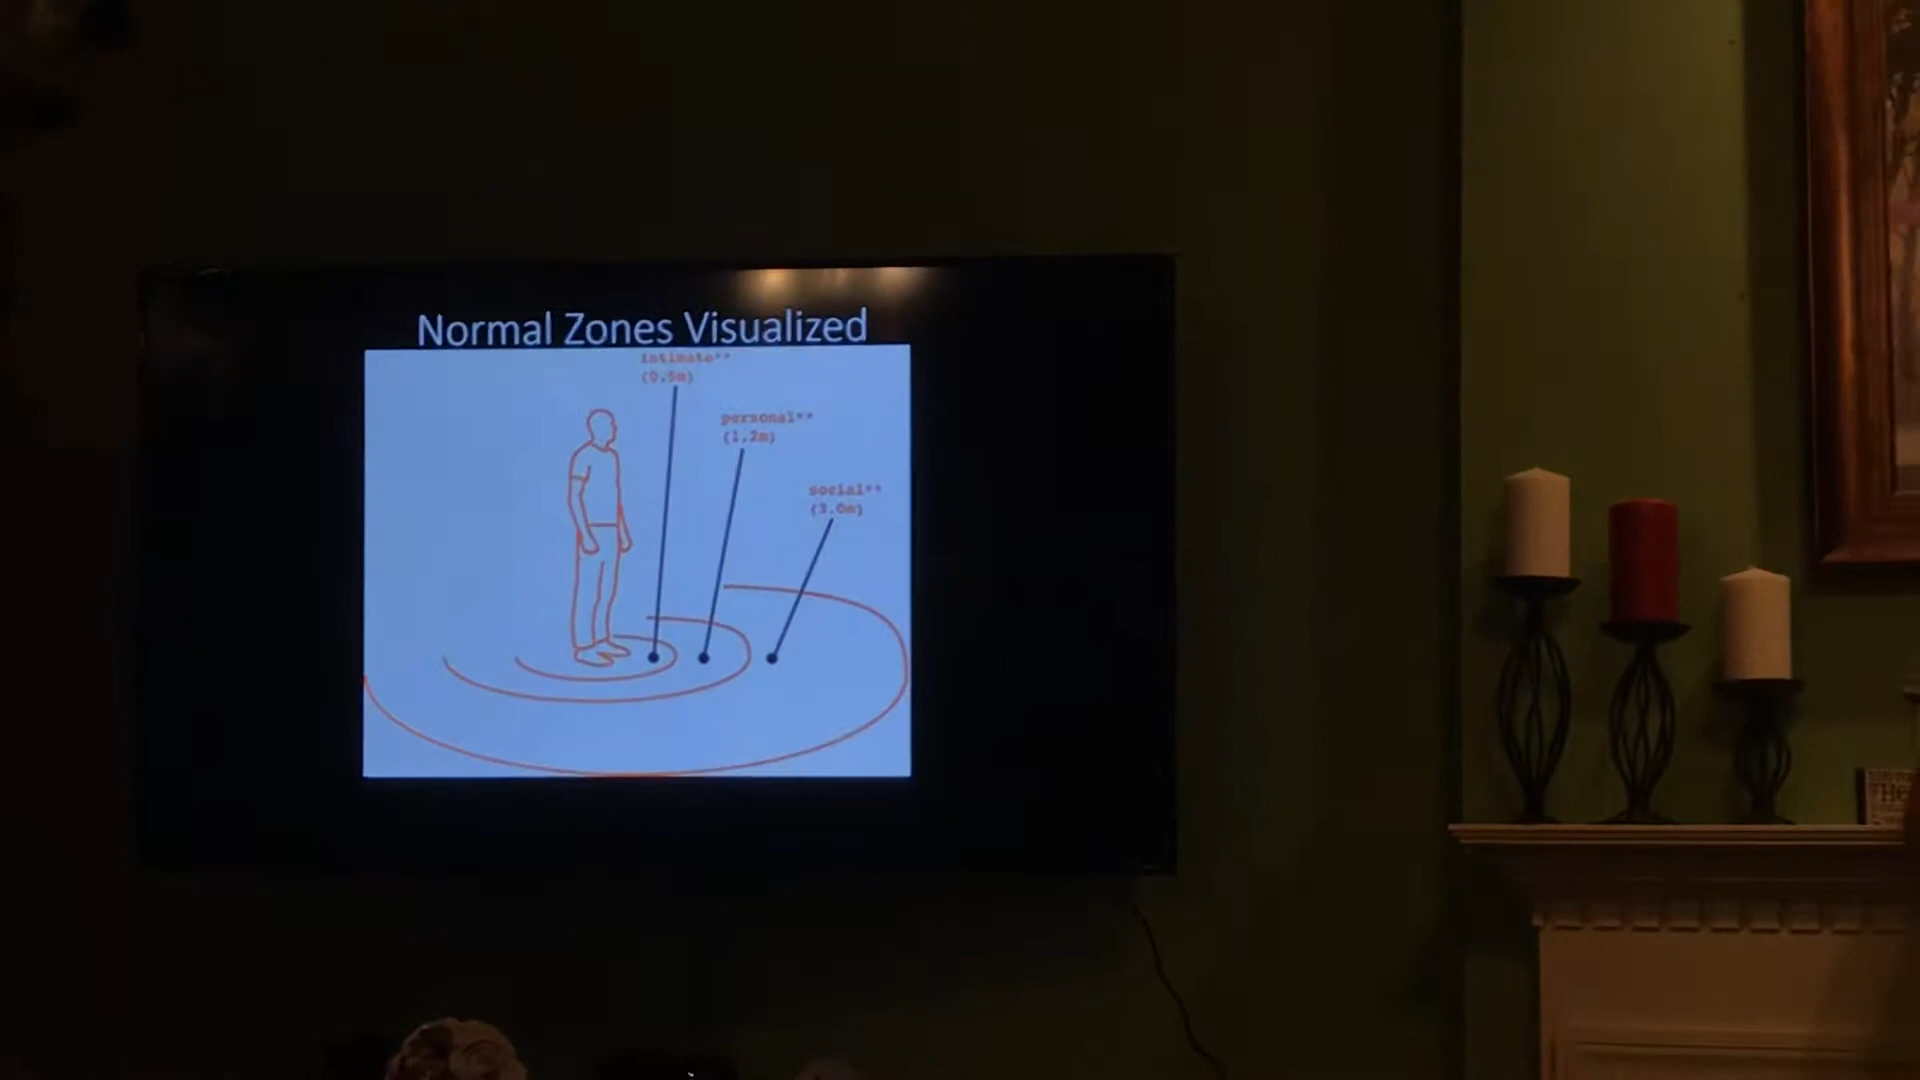 Normal Zones Visualized
intimate**
(0.5m)
personal**
(1.2m)
social**
(3.0m)